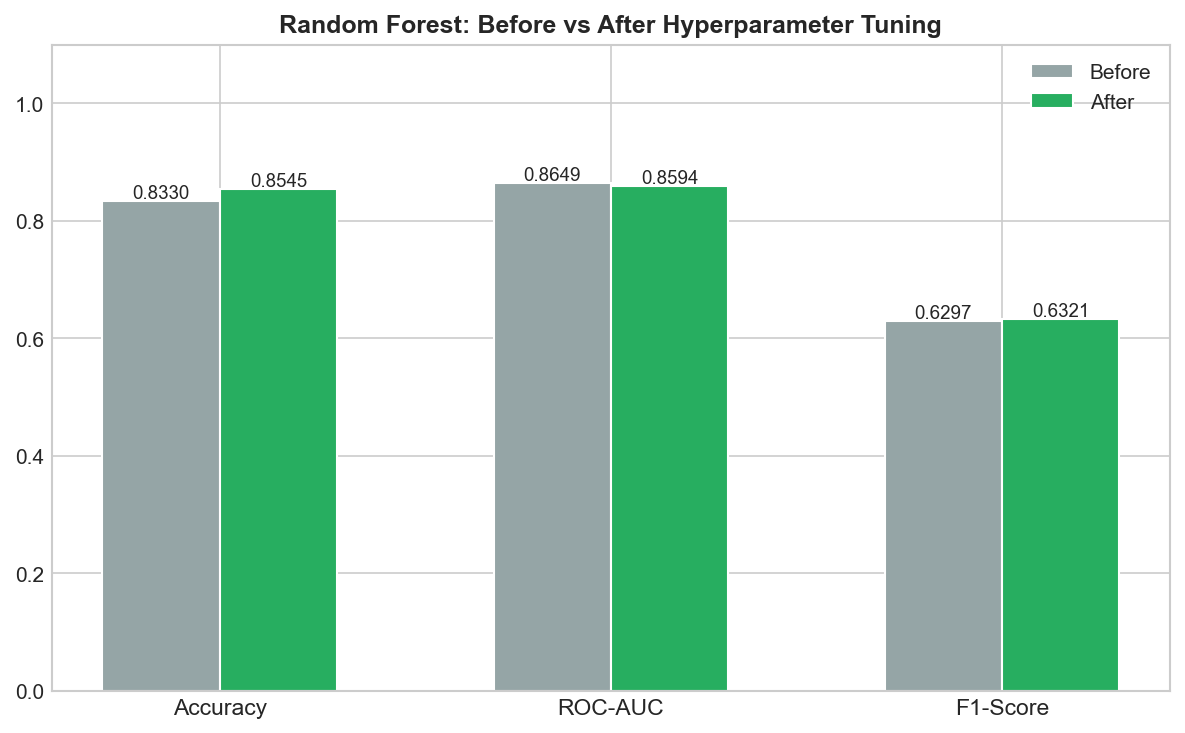 Random Forest: Before vs After Hyperparameter Tuning
Before
After
1.0
0.8
0.6
0.4
0.2
0.0
0.8330
0.8545
0.8649
0.8594
0.6297
0.6321
Accuracy
ROC-AUC
F1-Score